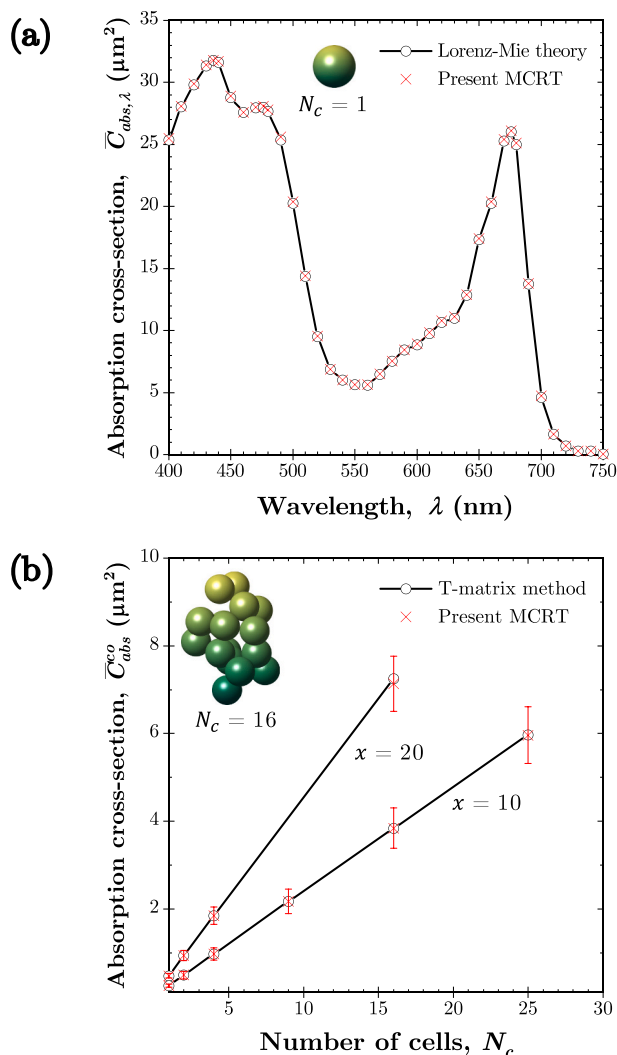 (a)
Absorption cross-section, C̅abs,λ (µm²)
35
30
25
20
15
10
5
0
Lorenz-Mie theory
Present MCRT
Nc = 1
400 450 500 550 600 650 700 750
Wavelength, λ (nm)
(b)
Absorption cross-section, C̅ᶜᵒabs (µm²)
10
8
6
4
2
T-matrix method
Present MCRT
Nc = 16
x = 20
x = 10
5 10 15 20 25 30
Number of cells, Nc